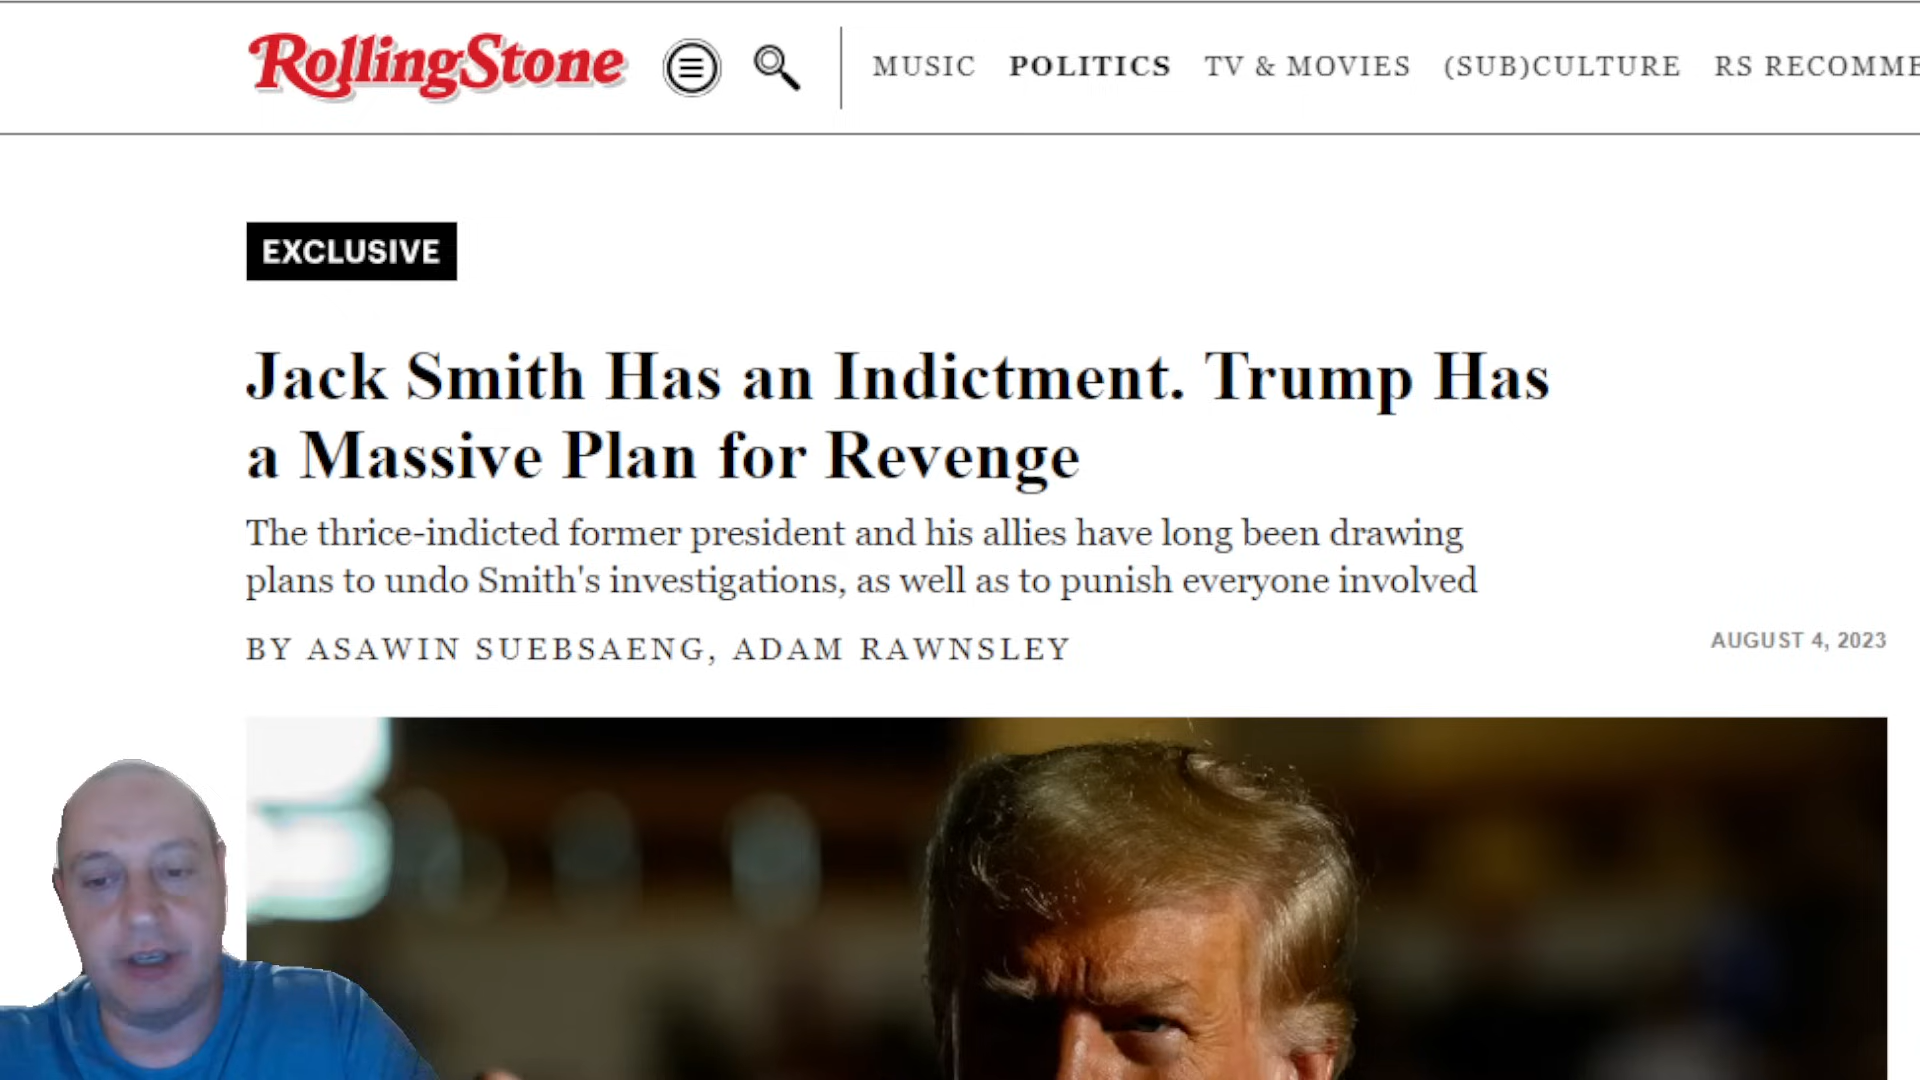 RollingStone
MUSIC POLITICS TV & MOVIES (SUB)CULTURE RS RECOMME
EXCLUSIVE
Jack Smith Has an Indictment. Trump Has
a Massive Plan for Revenge
The thrice-indicted former president and his allies have long been drawing
plans to undo Smith's investigations, as well as to punish everyone involved
BY ASAWIN SUEBSAENG, ADAM RAWNSLEY
AUGUST 4, 2023